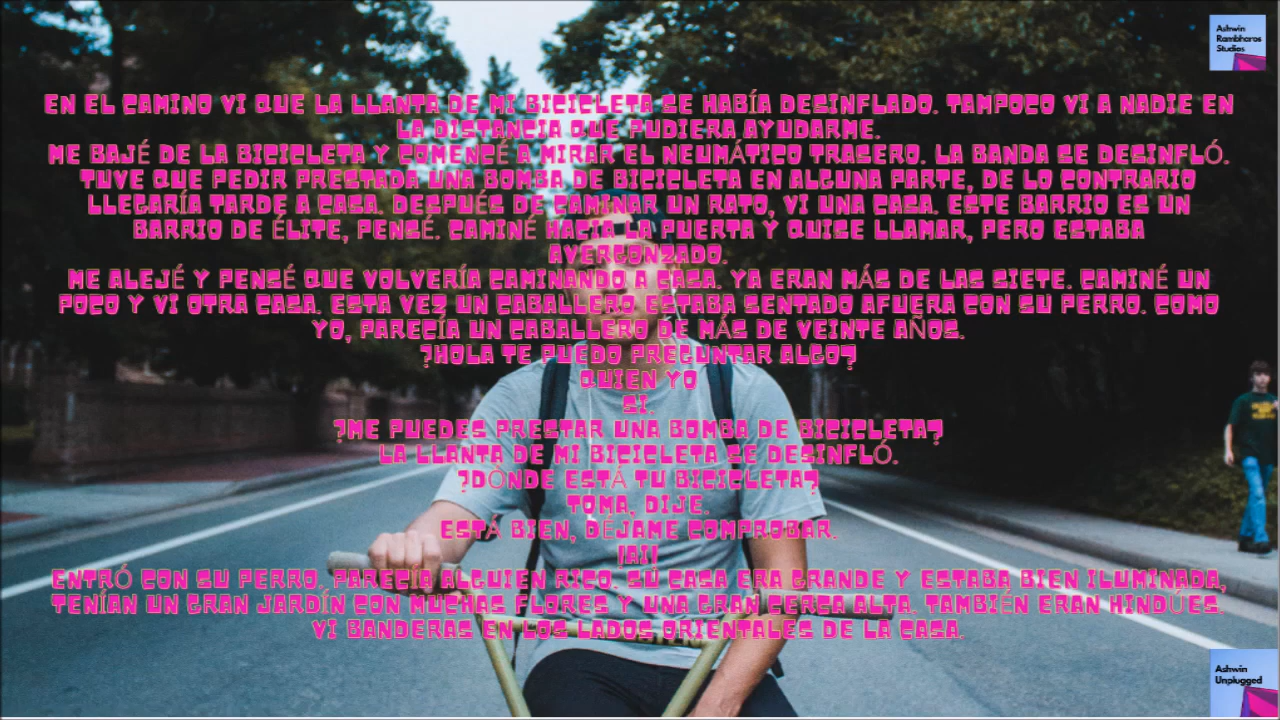 Ashwin
Rambharos
Studios
EN EL CAMINO VI QUE LA LLANTA DE MI BICICLETA SE HABÍA DESINFLADO. TAMPOCO VI A NADIE EN
LA DISTANCIA QUE PUDIERA AYUDARME.
ME BAJÉ DE LA BICICLETA Y COMENCÉ A MIRAR EL NEUMÁTICO TRASERO. LA BANDA SE DESINFLÓ.
TUVE QUE PEDIR PRESTADA UNA BOMBA DE BICICLETA EN ALGUNA PARTE, DE LO CONTRARIO
LLEGARÍA TARDE A CASA. DESPUÉS DE CAMINAR UN RATO, VI UNA CASA. ESTE BARRIO ES UN
BARRIO DE ÉLITE, PENSÉ. CAMINÉ HACIA LA PUERTA Y QUISE LLAMAR, PERO ESTABA
AVERGONZADO.
ME ALEJÉ Y PENSÉ QUE VOLVERÍA CAMINANDO A CASA. YA ERAN MÁS DE LAS SIETE. CAMINÉ UN
POCO Y VI OTRA CASA. ESTA VEZ UN CABALLERO ESTABA SENTADO AFUERA CON SU PERRO. COMO
YO, PARECÍA UN CABALLERO DE MÁS DE VEINTE AÑOS.
?HOLA TE PUEDO PREGUNTAR ALGO?
QUIEN YO
SI.
?ME PUEDES PRESTAR UNA BOMBA DE BICICLETA?
LA LLANTA DE MI BICICLETA SE DESINFLÓ.
?DÒNDE ESTÁ TU BICICLETA?
TOMA, DIJE.
ESTÁ BIEN, DÉJAME COMPROBAR.
!AI!
ENTRÓ CON SU PERRO. PARECÍA ALGUIEN RICO. SU CASA ERA GRANDE Y ESTABA BIEN ILUMINADA,
TENÍAN UN GRAN JARDÍN CON MUCHAS FLORES Y UNA GRAN CERCA ALTA. TAMBIÉN ERAN HINDÚES.
VI BANDERAS EN LOS LADOS ORIENTALES DE LA CASA.
Ashwin
Unplugged